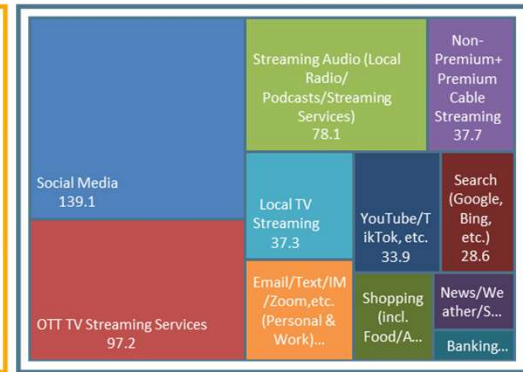 Social Media
139.1
OTT TV Streaming Services
97.2
Streaming Audio (Local
Radio/
Podcasts/Streaming
Services)
78.1
Non-
Premium+
Premium
Cable
Streaming
37.7
Local TV
Streaming
37.3
YouTube/T
ikTok, etc.
33.9
Search
(Google,
Bing,
etc.)
28.6
Email/Text/IM
/Zoom,etc.
(Personal &
Work)...
Shopping
(incl.
Food/A...
News/We
ather/S...
Banking...